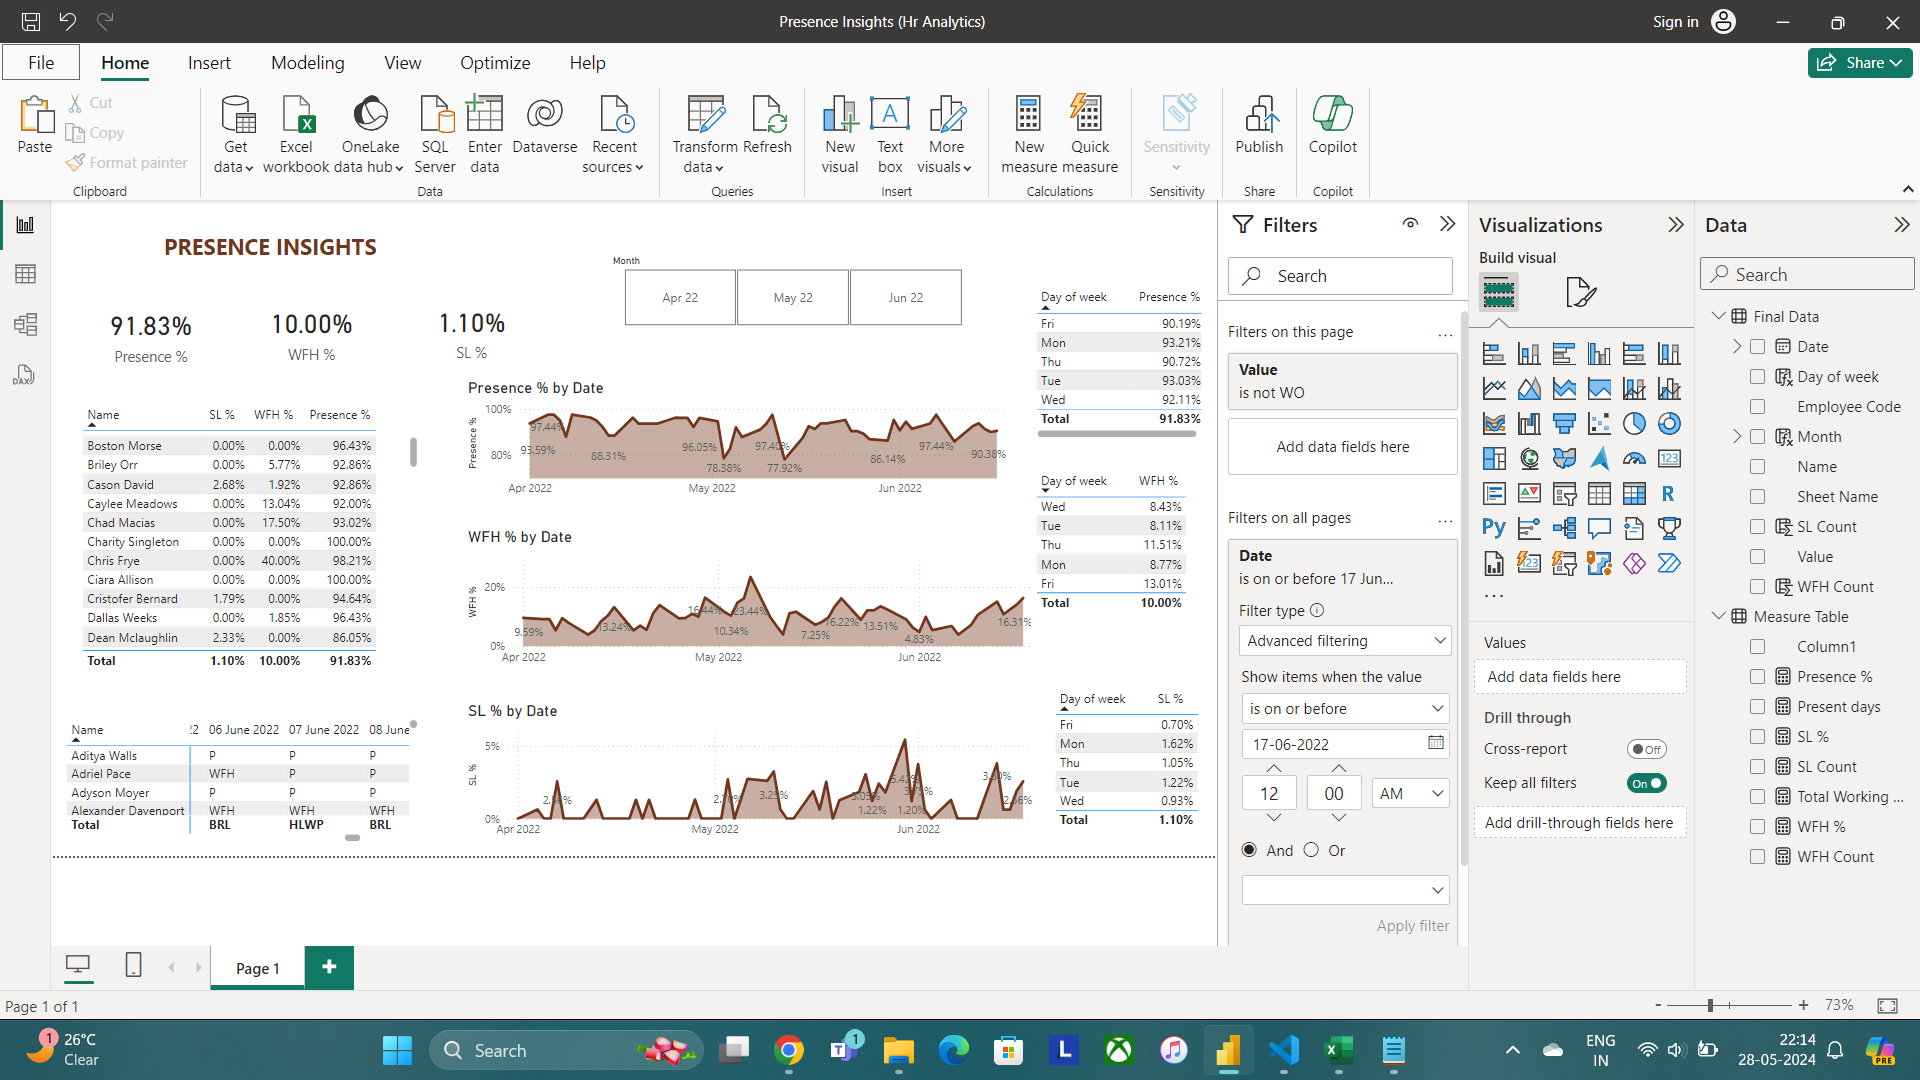 Presence Insights (Hr Analytics)
Sign in
File
Home
Insert
Modeling
View
Optimize
Help
Share
Paste
Cut
Copy
Format painter
Clipboard
Get data
Excel workbook
OneLake data hub
SQL Server
Enter data
Dataverse
Recent sources
Data
Transform data
Refresh
Queries
New visual
Text box
More visuals
Insert
New measure
Quick measure
Calculations
Sensitivity
Sensitivity
Publish
Share
Copilot
Copilot
PRESENCE INSIGHTS
91.83%
Presence %
10.00%
WFH %
1.10%
SL %
Month
Apr 22 May 22 Jun 22
Name SL % WFH % Presence %
Boston Morse 0.00% 0.00% 96.43%
Briley Orr 0.00% 5.77% 92.86%
Cason David 2.68% 1.92% 92.86%
Caylee Meadows 0.00% 13.04% 92.00%
Chad Macias 0.00% 17.50% 93.02%
Charity Singleton 0.00% 0.00% 100.00%
Chris Frye 0.00% 40.00% 98.21%
Ciara Allison 0.00% 0.00% 100.00%
Cristofer Bernard 1.79% 0.00% 94.64%
Dallas Weeks 0.00% 1.85% 96.43%
Dean Mclaughlin 2.33% 0.00% 86.05%
Total 1.10% 10.00% 91.83%
Name !2 06 June 2022 07 June 2022 08 June
Aditya Walls P P P
Adriel Pace WFH P P
Adyson Moyer P P P
Alexander Davenport WFH WFH WFH
Total BRL HLWP BRL
Presence % by Date
Presence %
100%
80%
97.44%
93.59%
88.31%
96.05%
78.38%
97.40%
77.92%
86.14%
97.44%
90.38%
Apr 2022 May 2022 Jun 2022
WFH % by Date
WFH %
20%
0%
9.59%
13.24%
16.44%
10.34%
23.44%
7.25%
16.22%
13.51%
4.83%
16.31%
Apr 2022 May 2022 Jun 2022
SL % by Date
SL %
5%
0%
2.56%
2.70%
3.25%
1.22%
5.42%
1.20%
Apr 2022 May 2022 Jun 2022
Day of week Presence %
Fri 90.19%
Mon 93.21%
Thu 90.72%
Tue 93.03%
Wed 92.11%
Total 91.83%
Day of week WFH %
Wed 8.43%
Tue 8.11%
Thu 11.51%
Mon 8.77%
Fri 13.01%
Total 10.00%
Day of week SL %
Fri 0.70%
Mon 1.62%
Thu 1.05%
Tue 1.22%
Wed 0.93%
Total 1.10%
Filters
Search
Filters on this page ...
Value
is not WO
Add data fields here
Filters on all pages ...
Date
is on or before 17 Jun...
Filter type
Advanced filtering
Show items when the value
is on or before
17-06-2022
12 00 AM
And Or
Apply filter
Visualizations
Build visual
123
R
Py
123
...
Values
Add data fields here
Drill through
Cross-report Off
Keep all filters On
Add drill-through fields here
Data
Search
Final Data
Date
Day of week
Employee Code
Month
Name
Sheet Name
SL Count
Value
WFH Count
Measure Table
Column1
Presence %
Present days
SL %
SL Count
Total Working ...
WFH %
WFH Count
DAX
Page 1
+
Page 1 of 1
- + 73%
1
26°C
Clear
Search
1
L
ENG
IN
22:14
28-05-2024
PRE